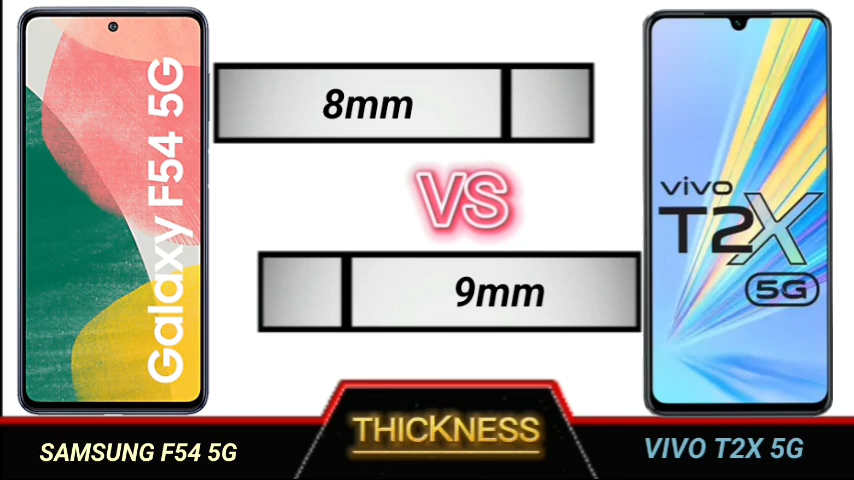 Galaxy F54 5G
8mm
VS
9mm
vivo
T2X
5G
THICKNESS
SAMSUNG F54 5G
VIVO T2X 5G